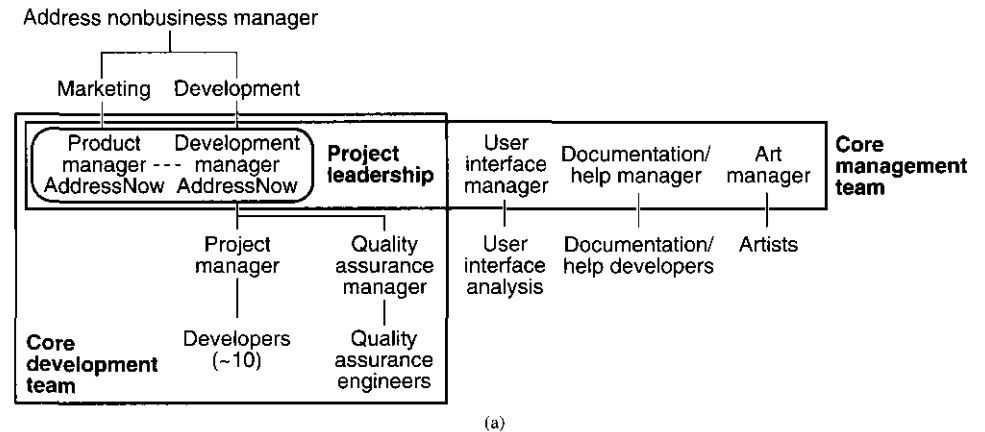 Address nonbusiness manager
Marketing Development
Product
manager
AddressNow
---
Development
manager
AddressNow
Project
leadership
User
interface
manager
Documentation/
help manager
Art
manager
Core
management
team
Project
manager
Quality
assurance
manager
User
interface
analysis
Documentation/
help developers
Artists
Core
development
team
Developers
(~10)
Quality
assurance
engineers
(a)